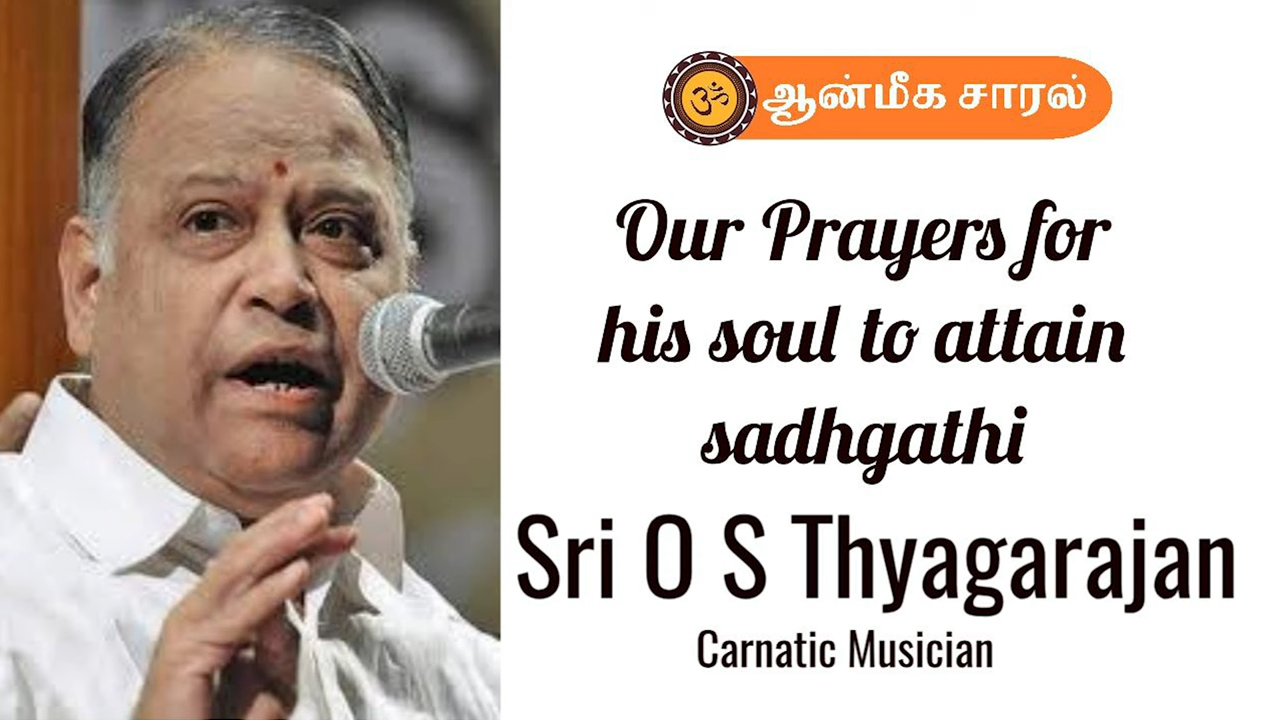 ஆன்மீக சாரல்
Our Prayers for
his soul to attain
sadhgathi
Sri O S Thyagarajan
Carnatic Musician